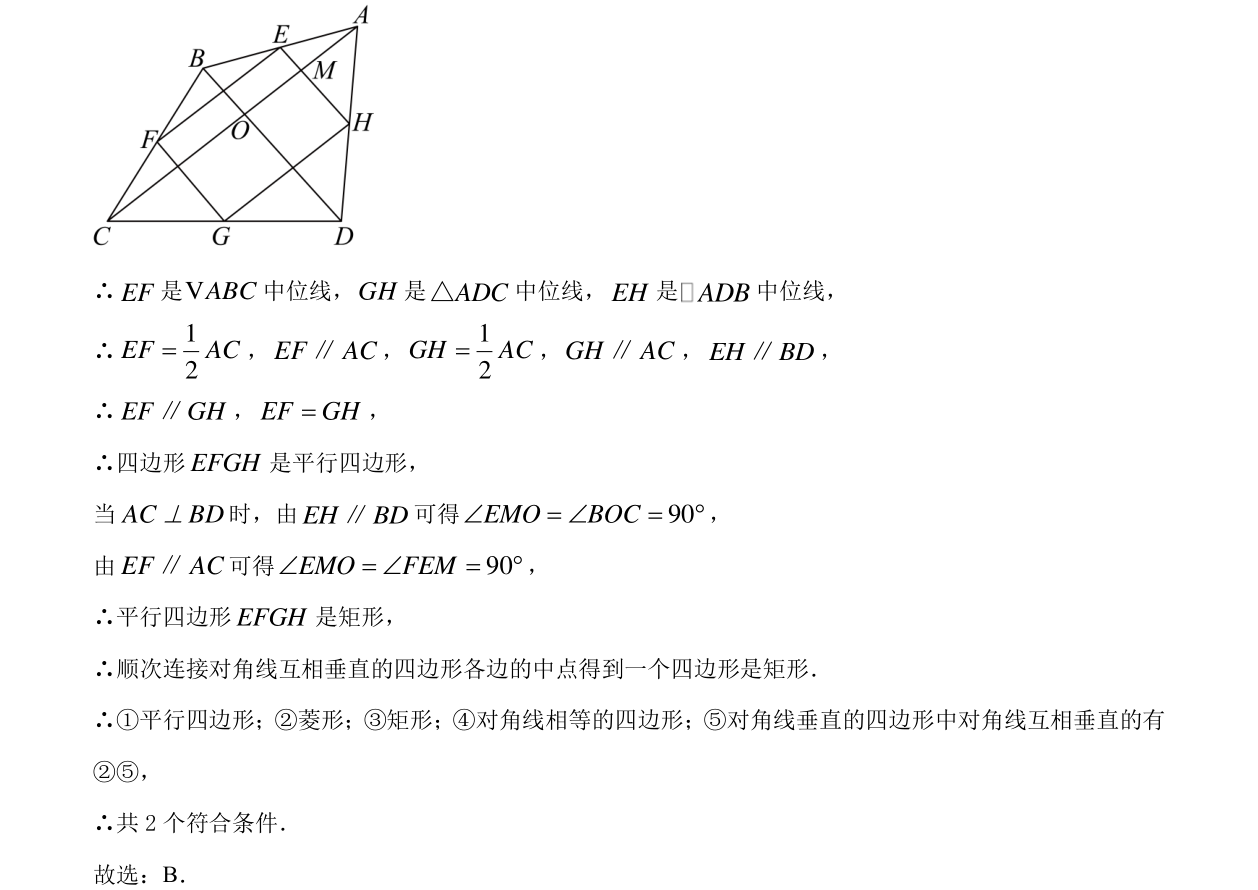 A
E
B
M
H
F
O
C
G
D
∴ EF 是VABC 中位线，GH 是△ADC 中位线，EH 是□ADB 中位线，
∴ EF = 1/2 AC，EF // AC，GH = 1/2 AC，GH // AC，EH // BD，
∴ EF // GH，EF = GH，
∴四边形 EFGH 是平行四边形，
当 AC ⊥ BD 时，由 EH // BD 可得∠EMO = ∠BOC = 90°，
由 EF // AC 可得∠EMO = ∠FEM = 90°，
∴平行四边形 EFGH 是矩形，
∴顺次连接对角线互相垂直的四边形各边的中点得到一个四边形是矩形．
∴①平行四边形；②菱形；③矩形；④对角线相等的四边形；⑤对角线垂直的四边形中对角线互相垂直的有
②⑤，
∴共 2 个符合条件．
故选：B．